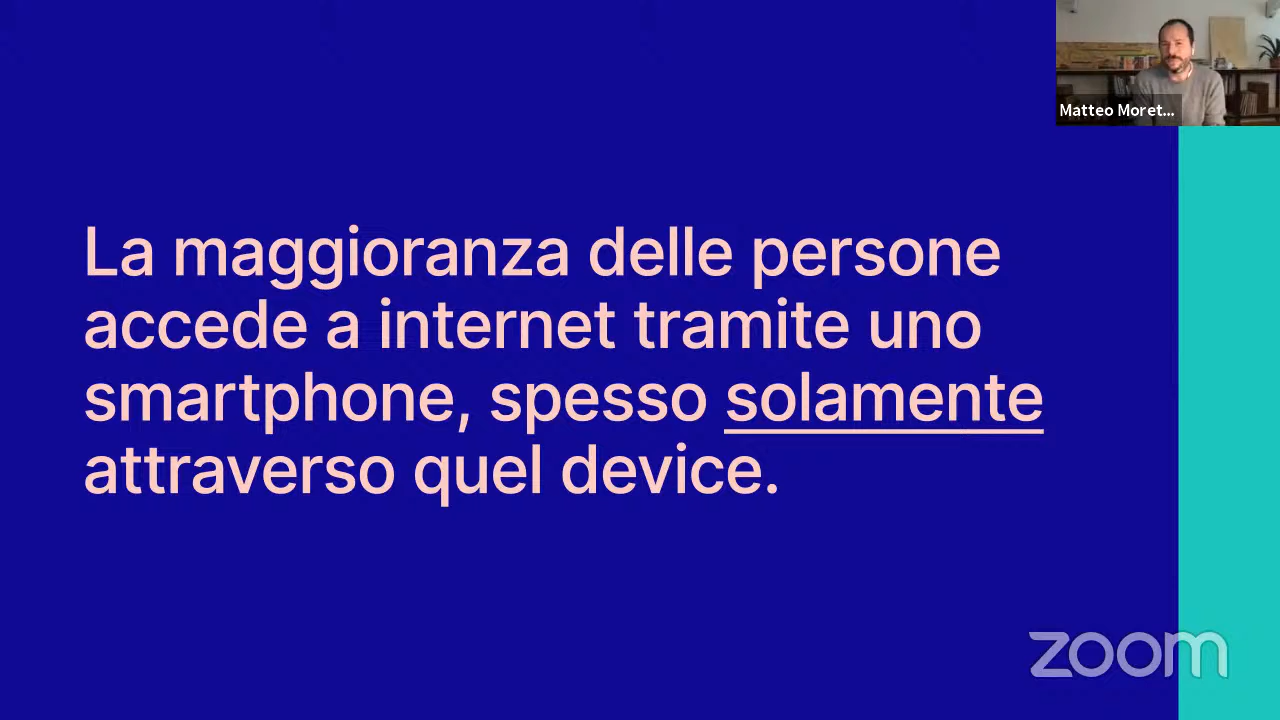 Matteo Moret...
La maggioranza delle persone
accede a internet tramite uno
smartphone, spesso solamente
attraverso quel device.
zoom